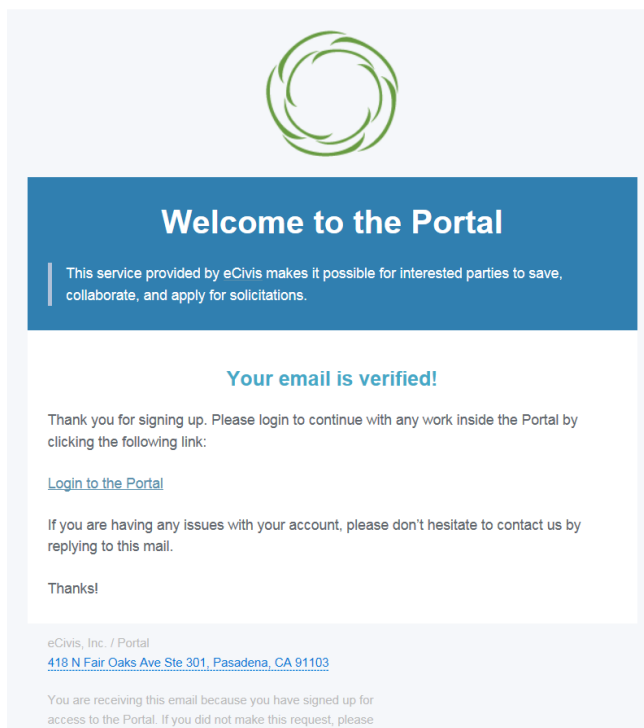 Welcome to the Portal
This service provided by eCivis makes it possible for interested parties to save,
collaborate, and apply for solicitations.
Your email is verified!
Thank you for signing up. Please login to continue with any work inside the Portal by
clicking the following link:
Login to the Portal
If you are having any issues with your account, please don’t hesitate to contact us by
replying to this mail.
Thanks!
eCivis, Inc. / Portal
418 N Fair Oaks Ave Ste 301, Pasadena, CA 91103
You are receiving this email because you have signed up for
access to the Portal. If you did not make this request, please